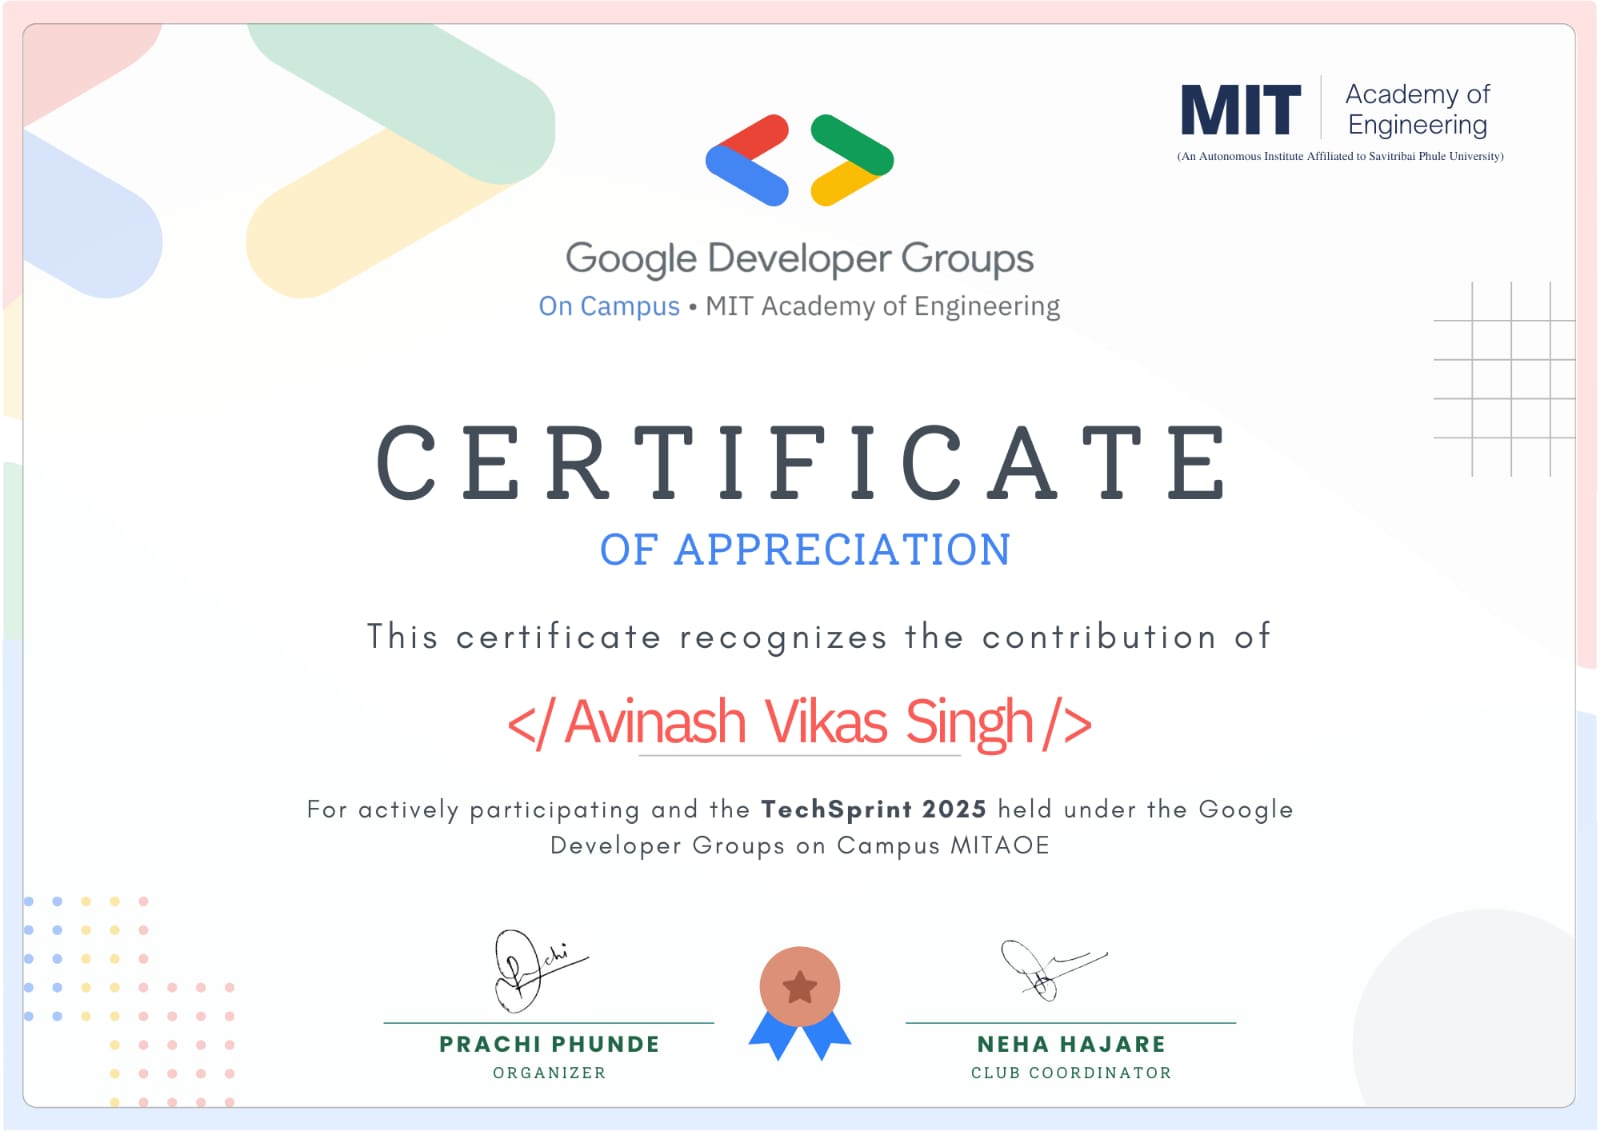 MIT
Academy of
Engineering
(An Autonomous Institute Affiliated to Savitribai Phule University)
Google Developer Groups
On Campus • MIT Academy of Engineering
CERTIFICATE
OF APPRECIATION
This certificate recognizes the contribution of
</ Avinash Vikas Singh />
For actively participating and the TechSprint 2025 held under the Google
Developer Groups on Campus MITAOE
PRACHI PHUNDE
ORGANIZER
NEHA HAJARE
CLUB COORDINATOR